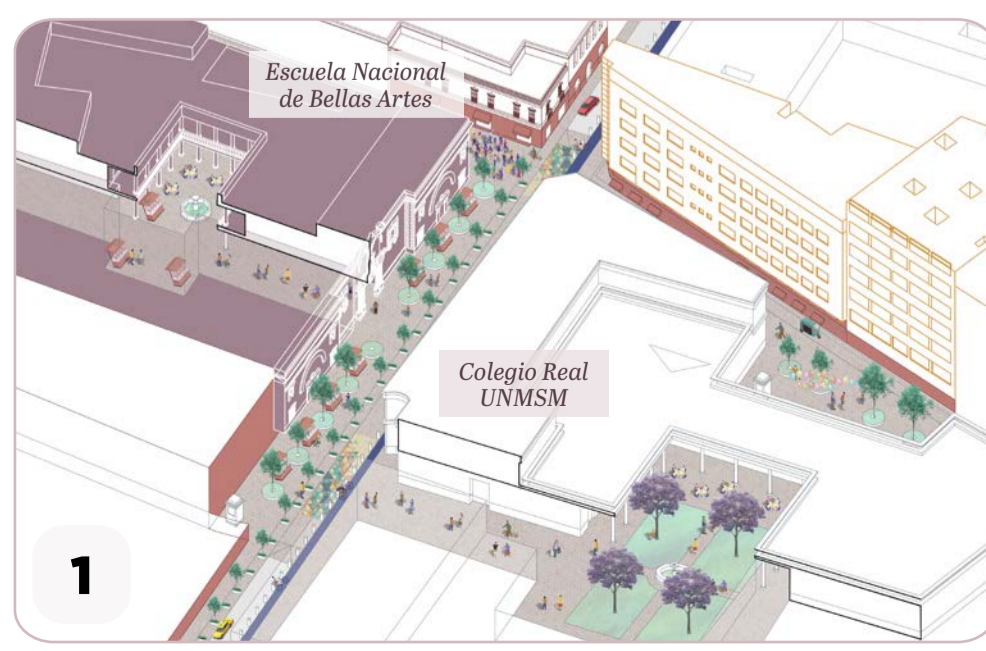 Escuela Nacional
de Bellas Artes
Colegio Real
UNMSM
1